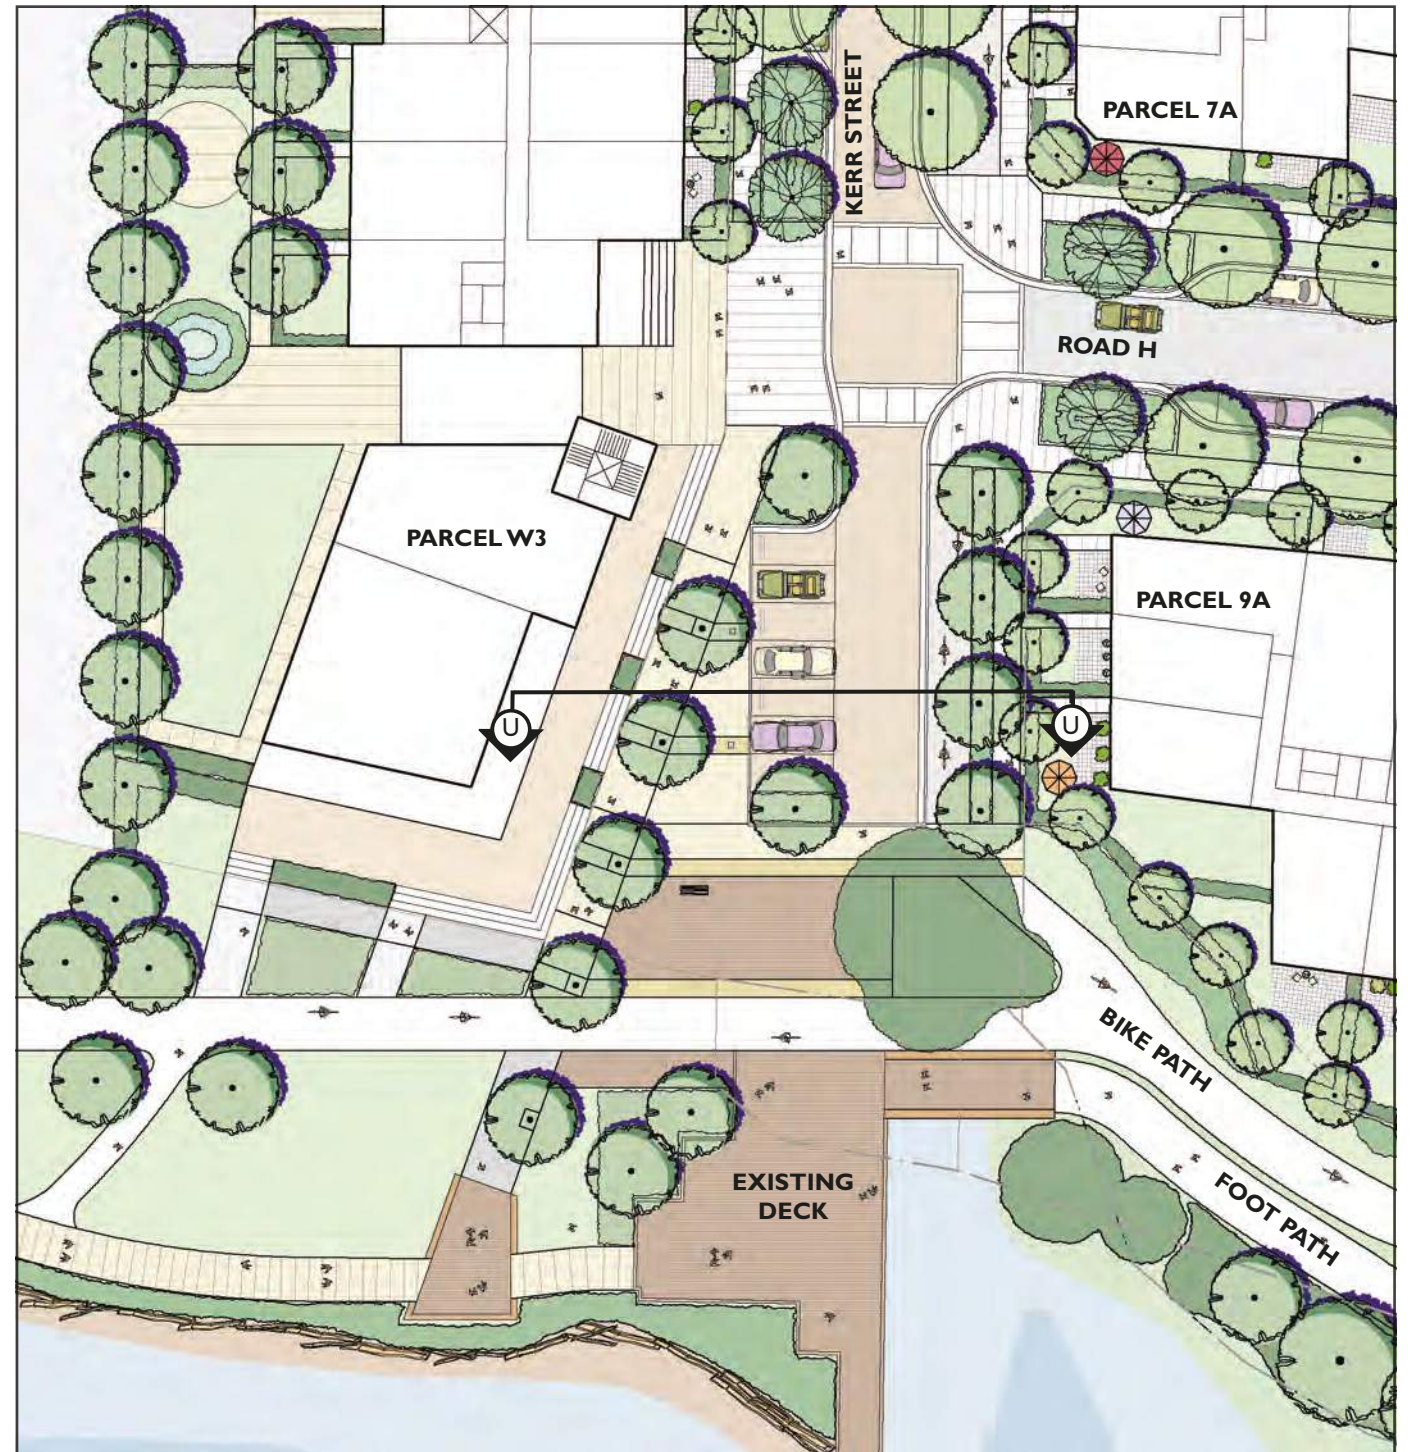 KERR STREET
PARCEL 7A
ROAD H
PARCEL W3
PARCEL 9A
U
U
BIKE PATH
EXISTING
DECK
FOOT PATH